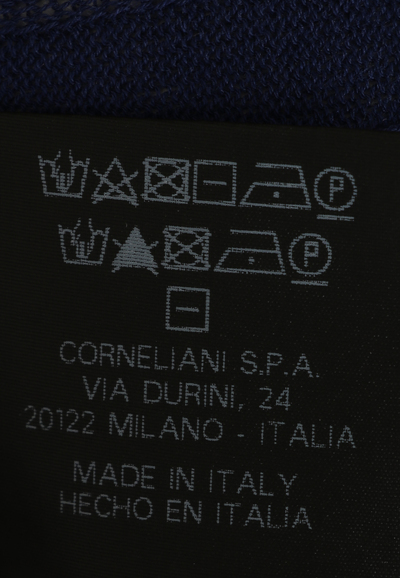 P
P
CORNELIANI S.P.A.
VIA DURINI, 24
20122 MILANO - ITALIA
MADE IN ITALY
HECHO EN ITALIA